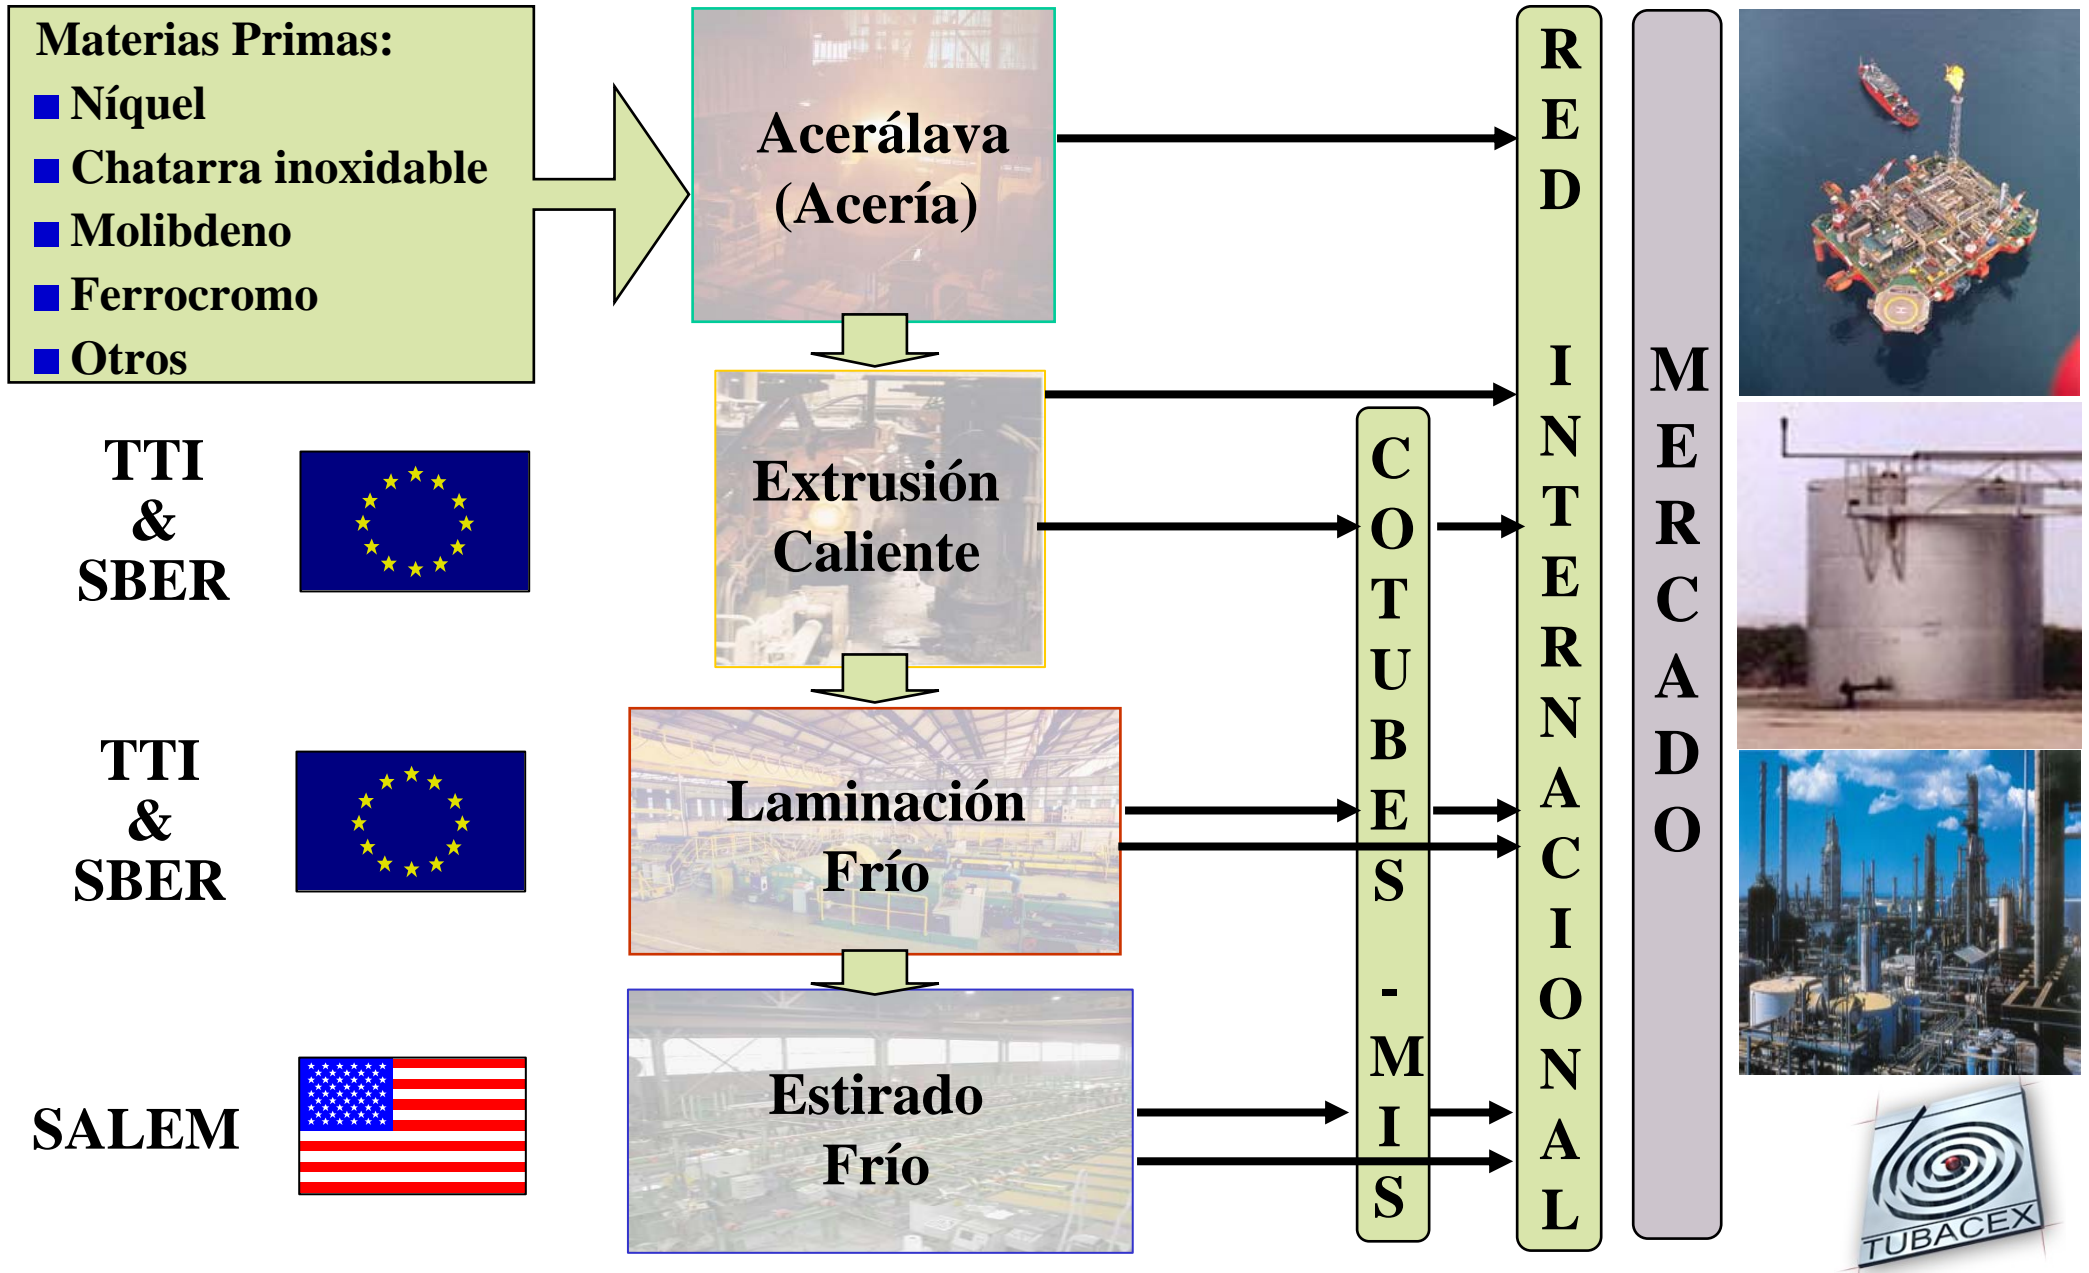 Materias Primas:
Níquel
Chatarra inoxidable
Molibdeno
Ferrocromo
Otros
Acerálava
(Acería)
TTI
&
SBER
Extrusión
Caliente
TTI
&
SBER
Laminación
Frío
SALEM
Estirado
Frío
COTUBES - MIS
RED INTERNACIONAL
MERCADO
TUBACEX